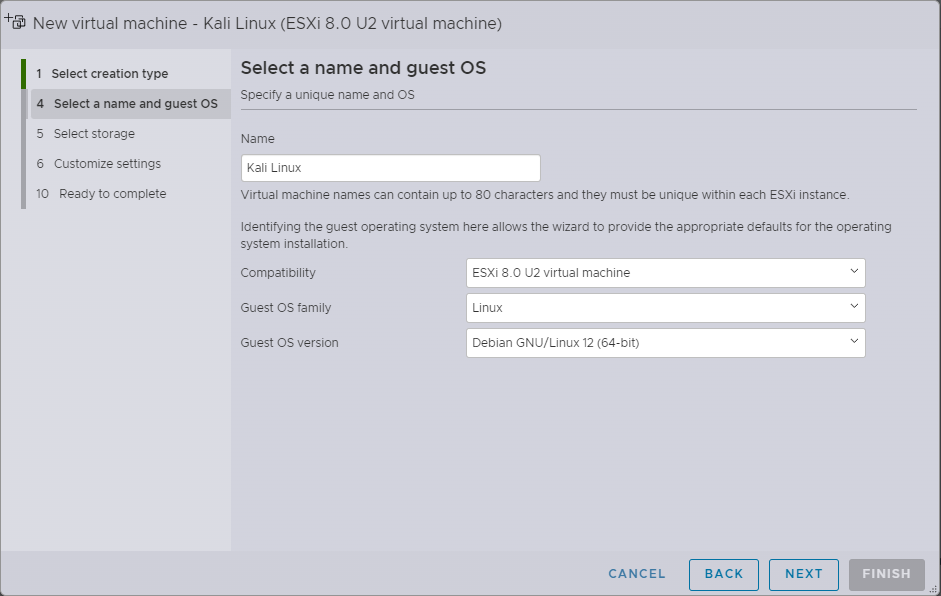 New virtual machine - Kali Linux (ESXi 8.0 U2 virtual machine)
1 Select creation type
4 Select a name and guest OS
5 Select storage
6 Customize settings
10 Ready to complete
Select a name and guest OS
Specify a unique name and OS
Name
Kali Linux
Virtual machine names can contain up to 80 characters and they must be unique within each ESXi instance.
Identifying the guest operating system here allows the wizard to provide the appropriate defaults for the operating
system installation.
Compatibility ESXi 8.0 U2 virtual machine
Guest OS family Linux
Guest OS version Debian GNU/Linux 12 (64-bit)
CANCEL BACK NEXT FINISH